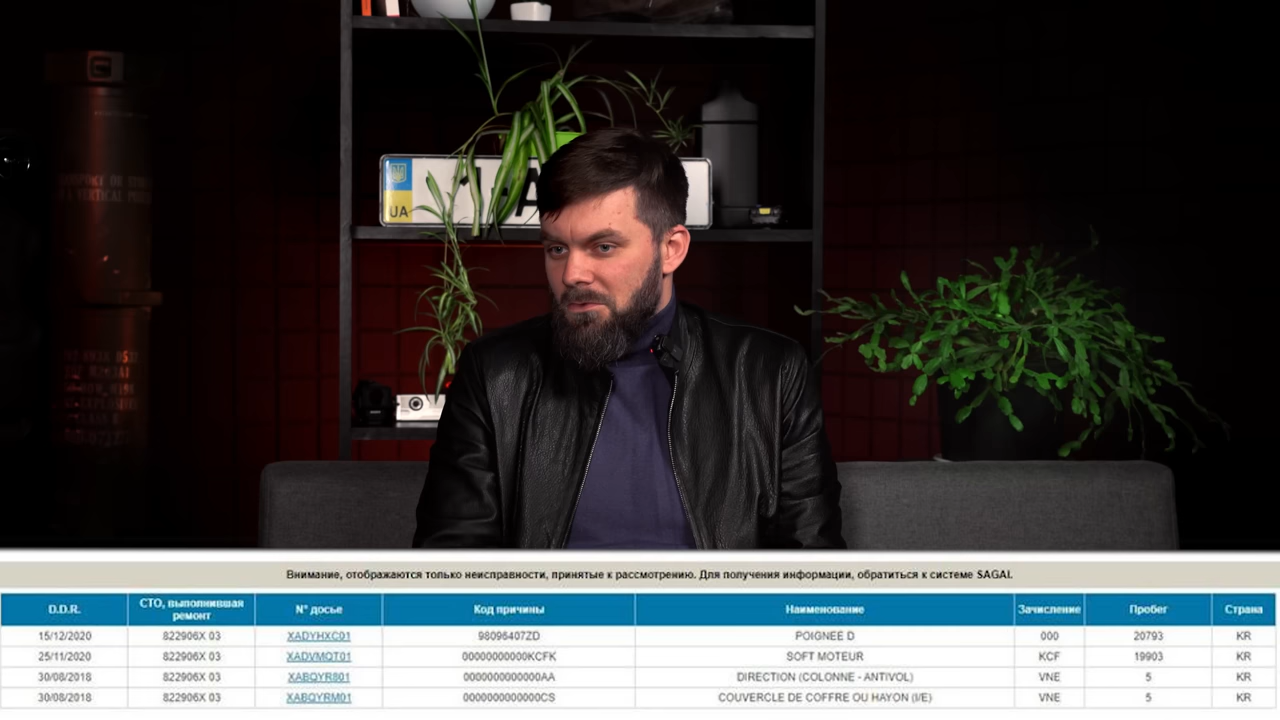 UA
Внимание, отображаются только неисправности, принятые к рассмотрению. Для получения информации, обратиться к системе SAGAI.
D.D.R. СТО, выполнившая ремонт N° досье Код причины Наименование Зачисление Пробег Страна
15/12/2020 822906X 03 XADYHXC01 98096407ZD POIGNEE D 000 20793 KR
25/11/2020 822906X 03 XADVMQT01 00000000000KCFK SOFT MOTEUR KCF 19903 KR
30/08/2018 822906X 03 XABQYR801 0000000000000AA DIRECTION (COLONNE - ANTIVOL) VNE 5 KR
30/08/2018 822906X 03 XABQYRM01 0000000000000CS COUVERCLE DE COFFRE OU HAYON (I/E) VNE 5 KR